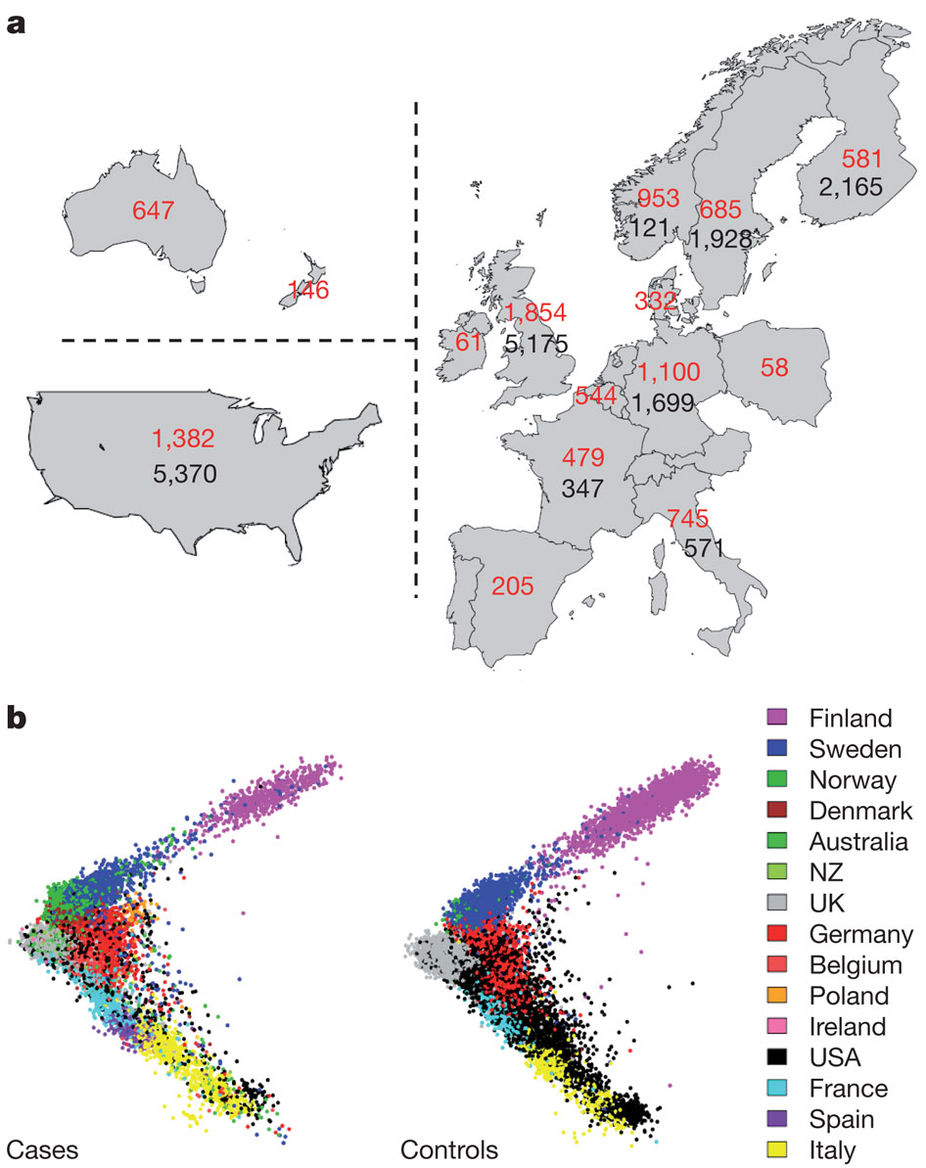 a
647
146
1,382
5,370
953
121
685
1,928
581
2,165
332
1,854
5,175
61
1,100
1,699
58
544
479
347
745
571
205
b
Finland
Sweden
Norway
Denmark
Australia
NZ
UK
Germany
Belgium
Poland
Ireland
USA
France
Spain
Italy
Cases
Controls